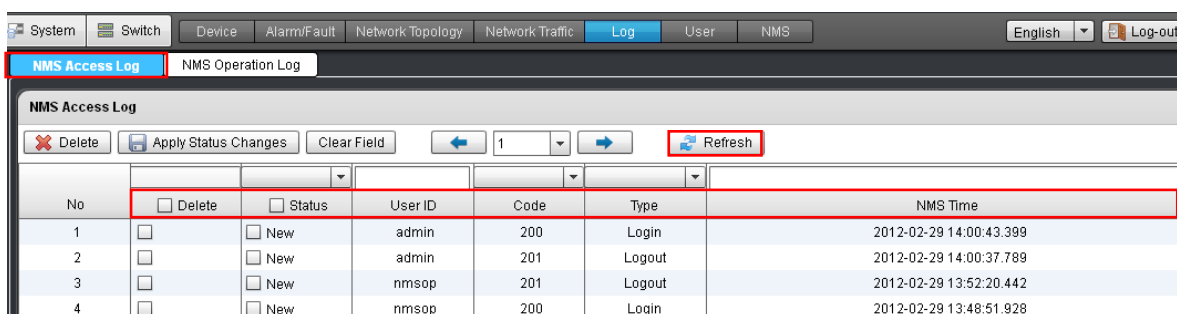 System Switch Device Alarm/Fault Network Topology Network Traffic Log User NMS English Log-out
NMS Access Log NMS Operation Log
NMS Access Log
Delete Apply Status Changes Clear Field 1 Refresh
No Delete Status User ID Code Type NMS Time
1 New admin 200 Login 2012-02-29 14:00:43.399
2 New admin 201 Logout 2012-02-29 14:00:37.789
3 New nmsop 201 Logout 2012-02-29 13:52:20.442
4 New nmsop 200 Login 2012-02-29 13:48:51.928